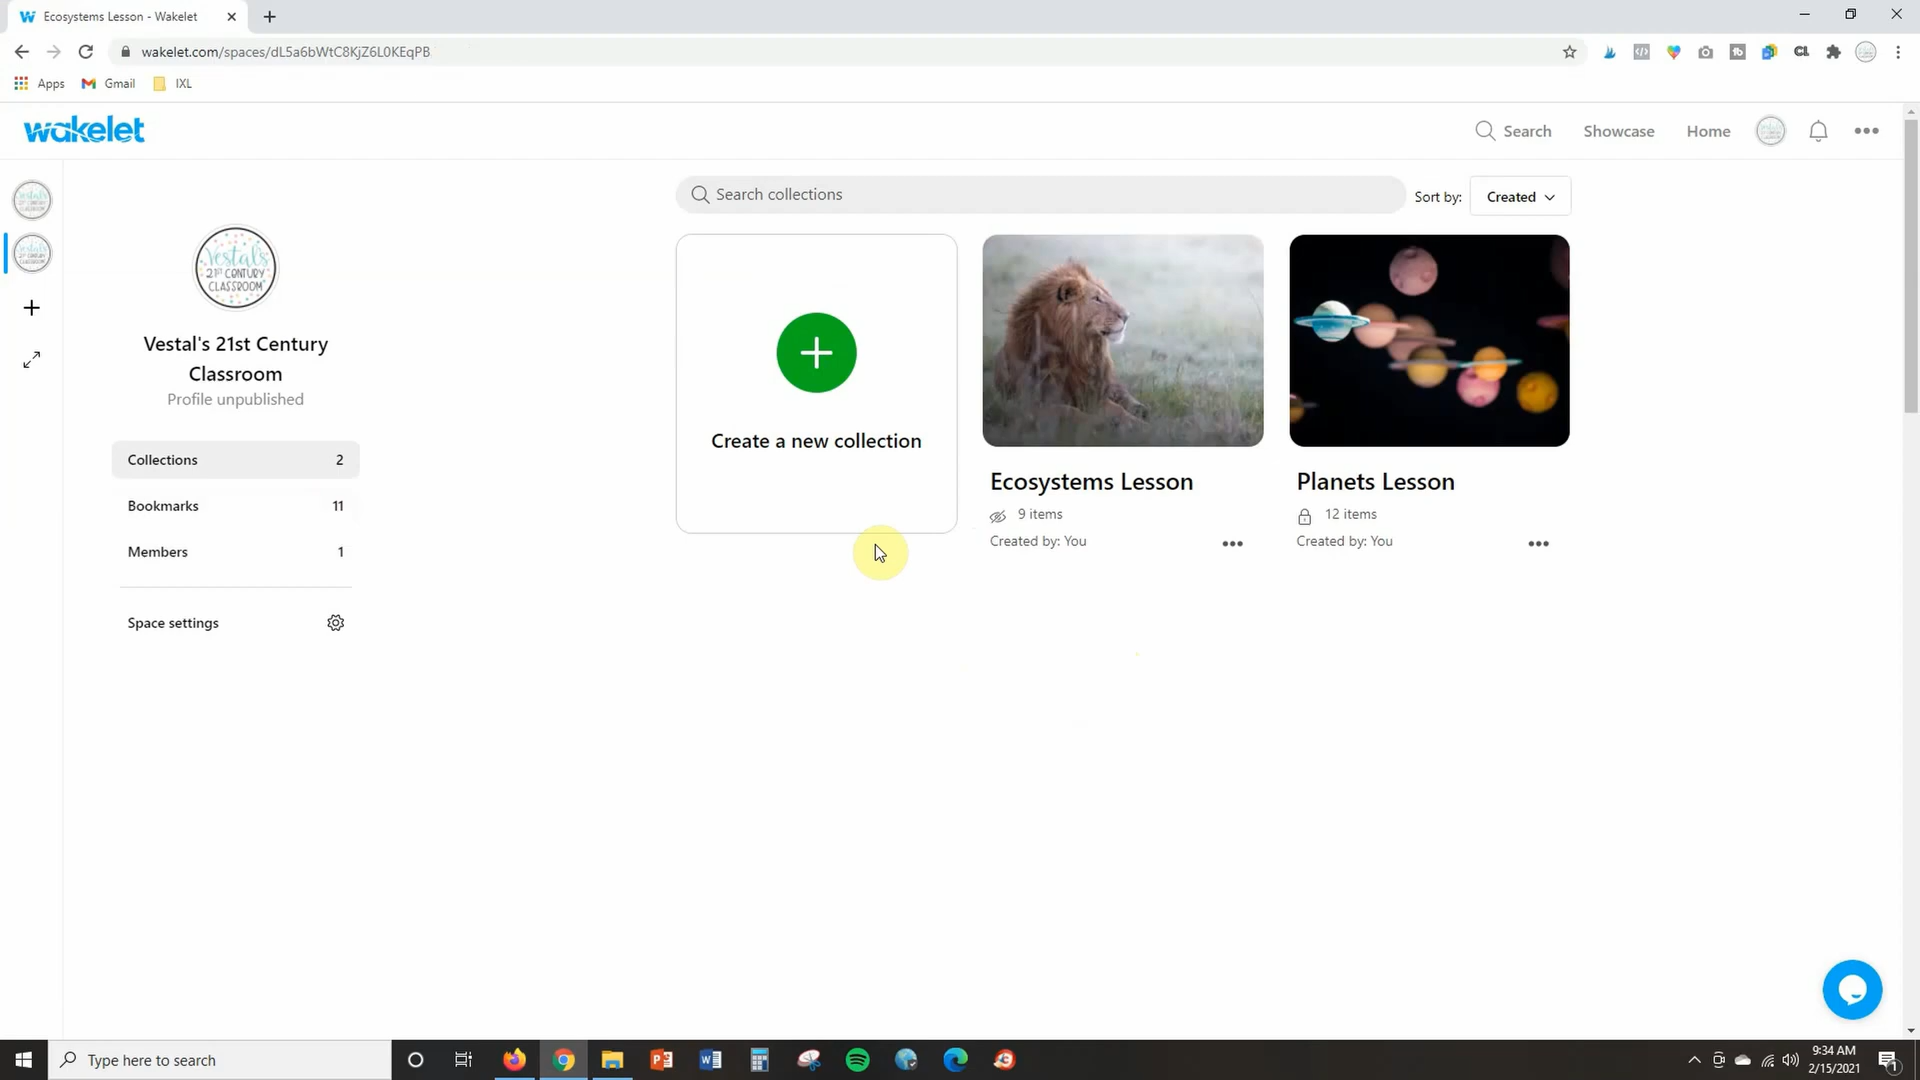 Ecosystems Lesson - Wakelet
wakelet.com/spaces/dL5a6bWtC8KjZ6L0KEqPB
Apps
Gmail
IXL
wakelet
Search
Showcase
Home
Search collections
Sort by:
Created
Vestal's
21ST CENTURY
CLASSROOM
Vestal's 21st Century
Classroom
Profile unpublished
Collections 2
Bookmarks 11
Members 1
Space settings
Create a new collection
Ecosystems Lesson
9 items
Created by: You
Planets Lesson
12 items
Created by: You
Type here to search
9:34 AM
2/15/2021